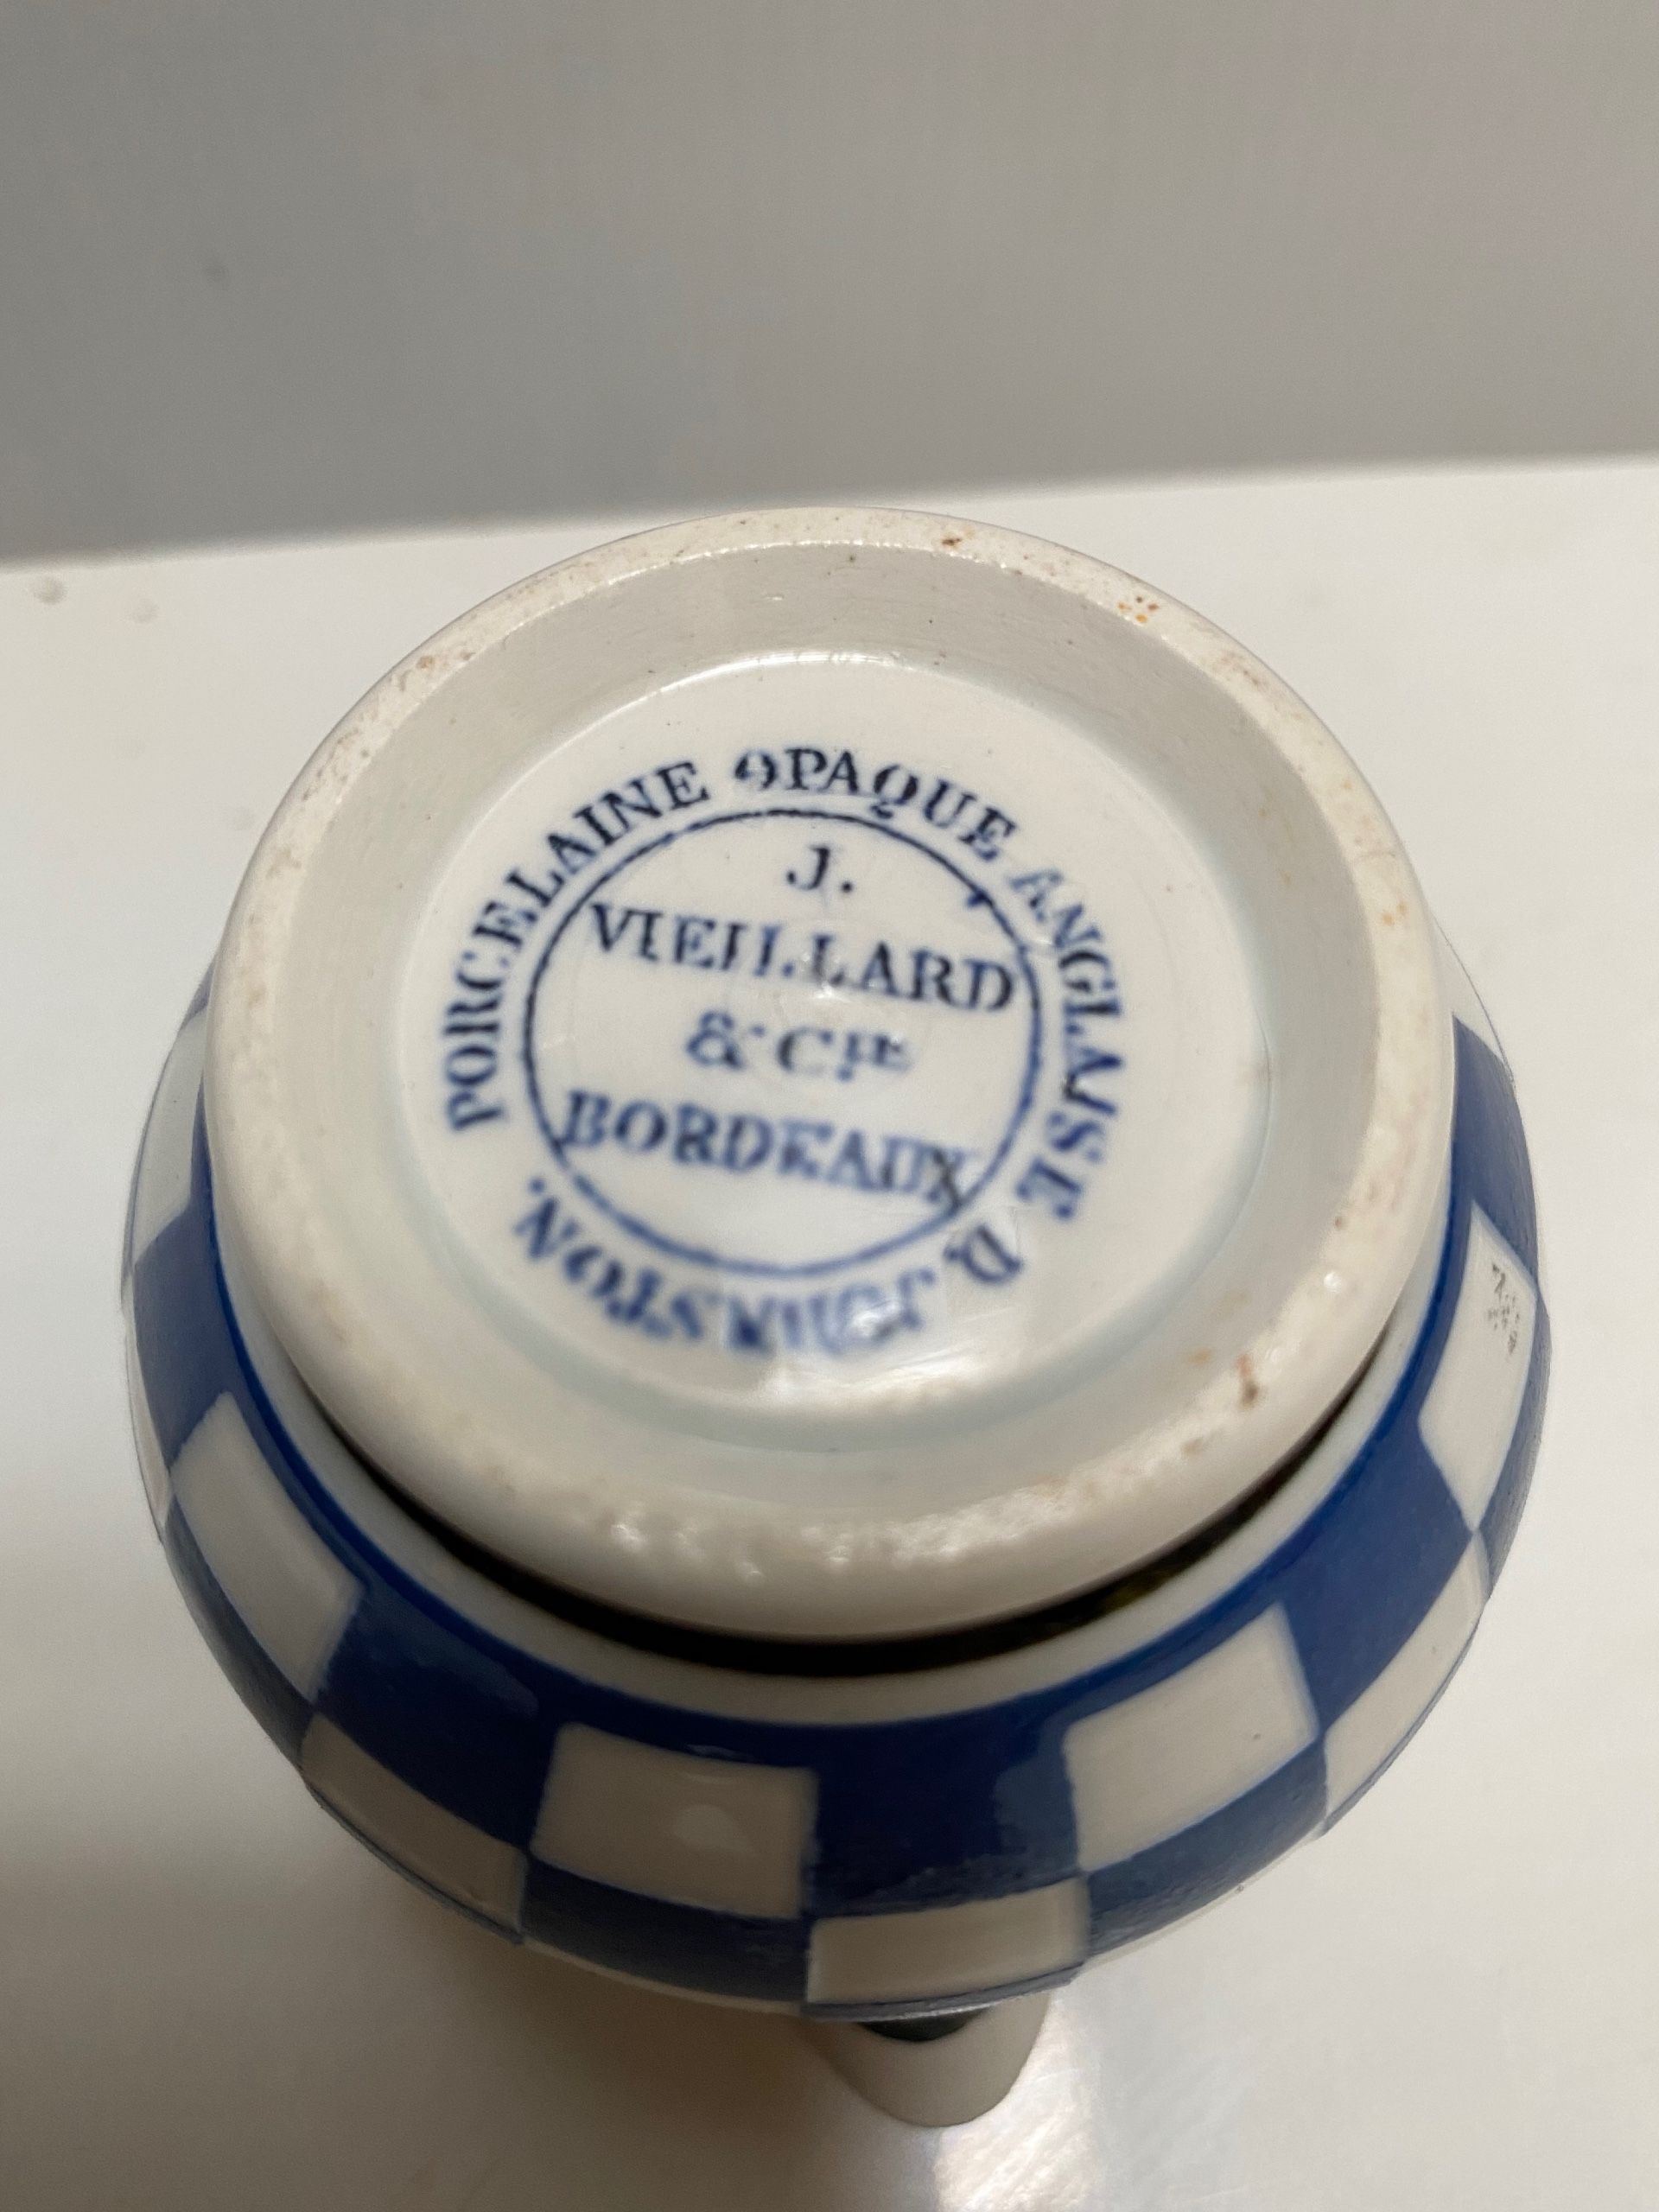 PORCELAINE OPAQUE ANGLAISE D. JOHNSTON.
J.
VIEILLARD
& CIE
BORDEAUX